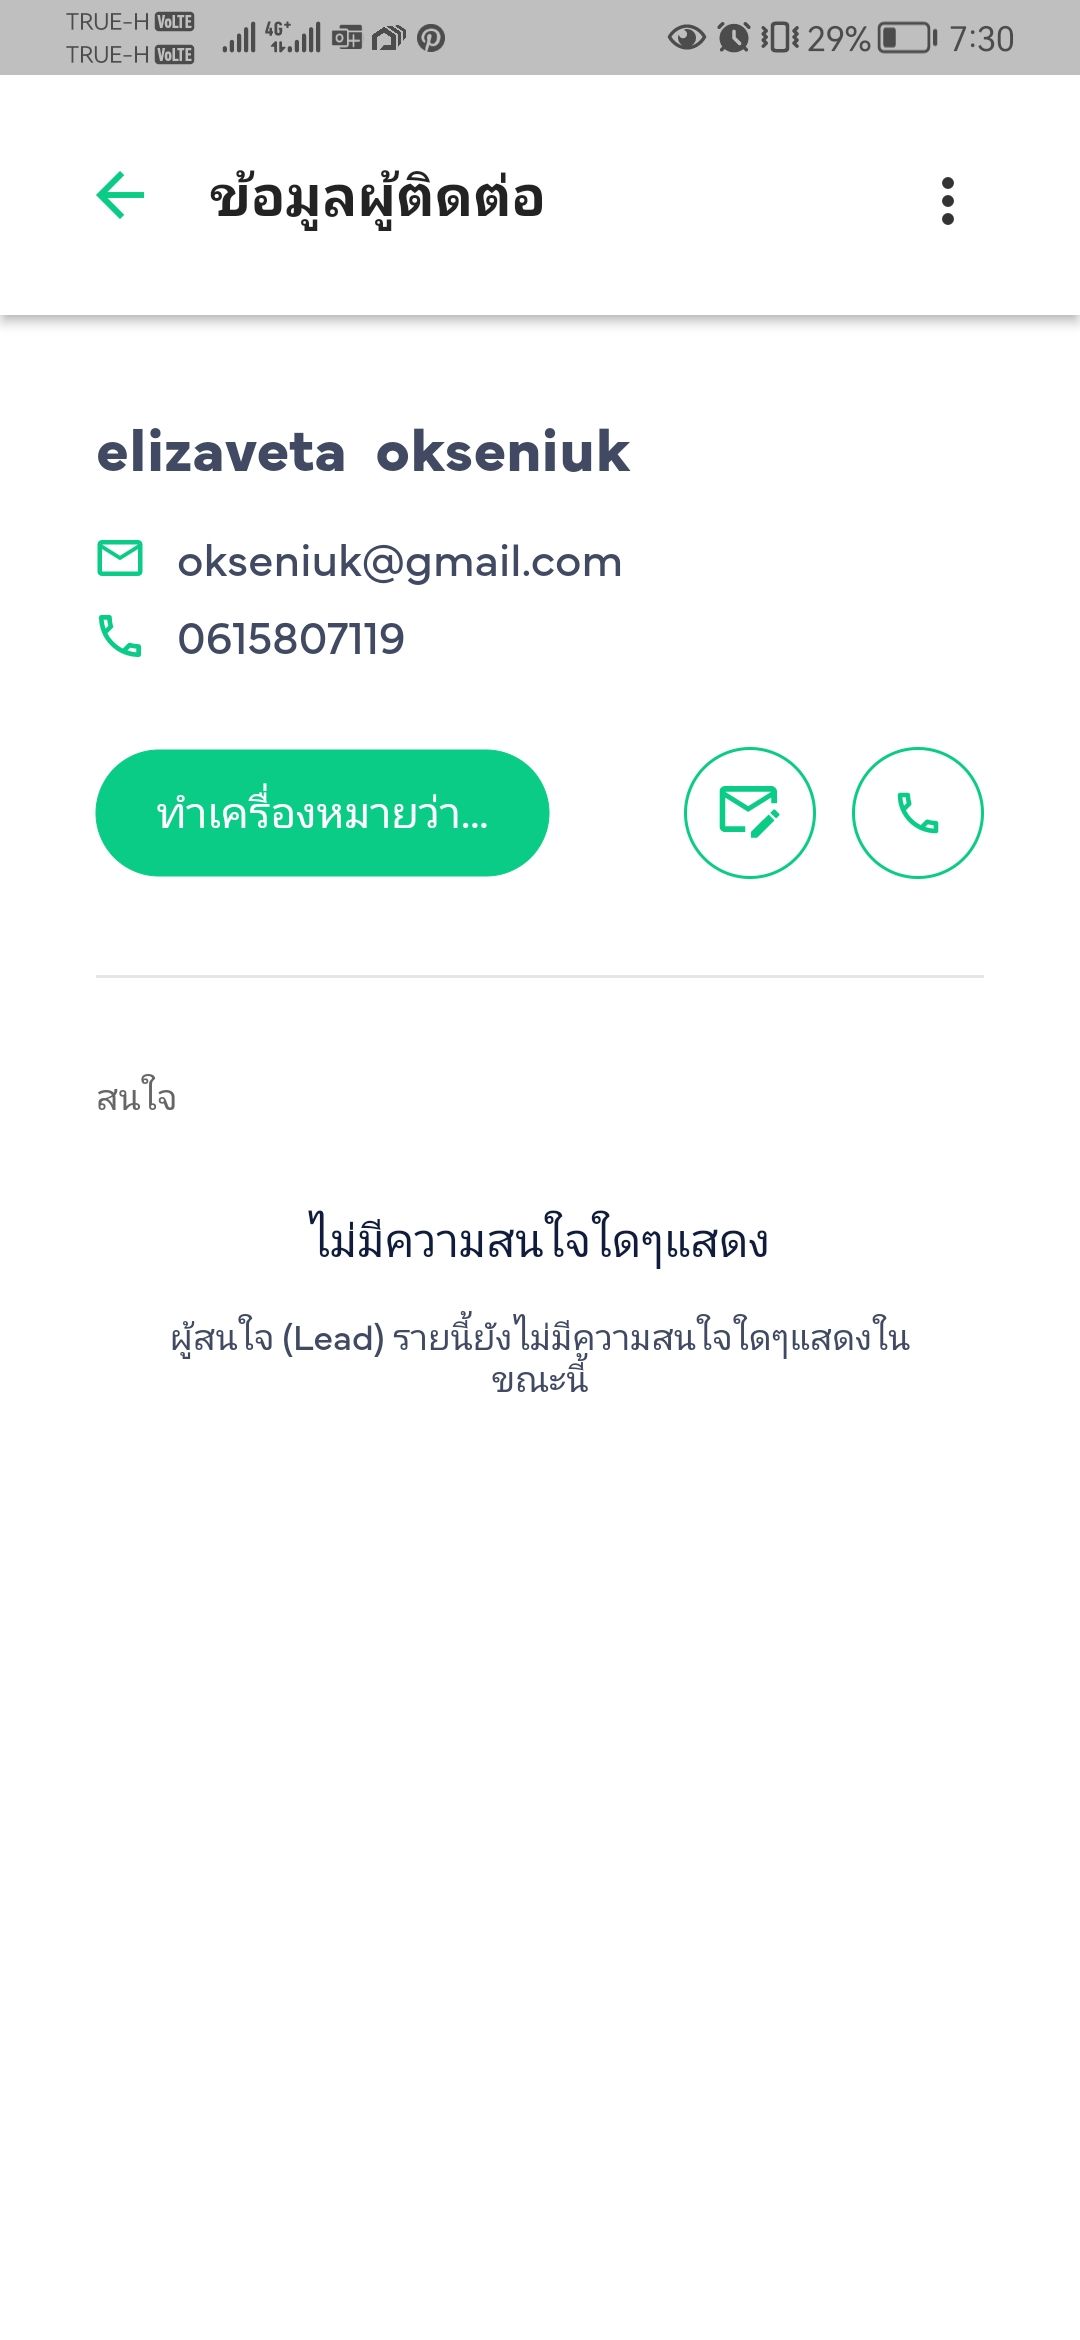 TRUE-H VoLTE
TRUE-H VoLTE
4G+
29%
7:30
ข้อมูลผู้ติดต่อ
elizaveta okseniuk
okseniuk@gmail.com
0615807119
ทำเครื่องหมายว่า...
สนใจ
ไม่มีความสนใจใดๆแสดง
ผู้สนใจ (Lead) รายนี้ยังไม่มีความสนใจใดๆแสดงใน
ขณะนี้